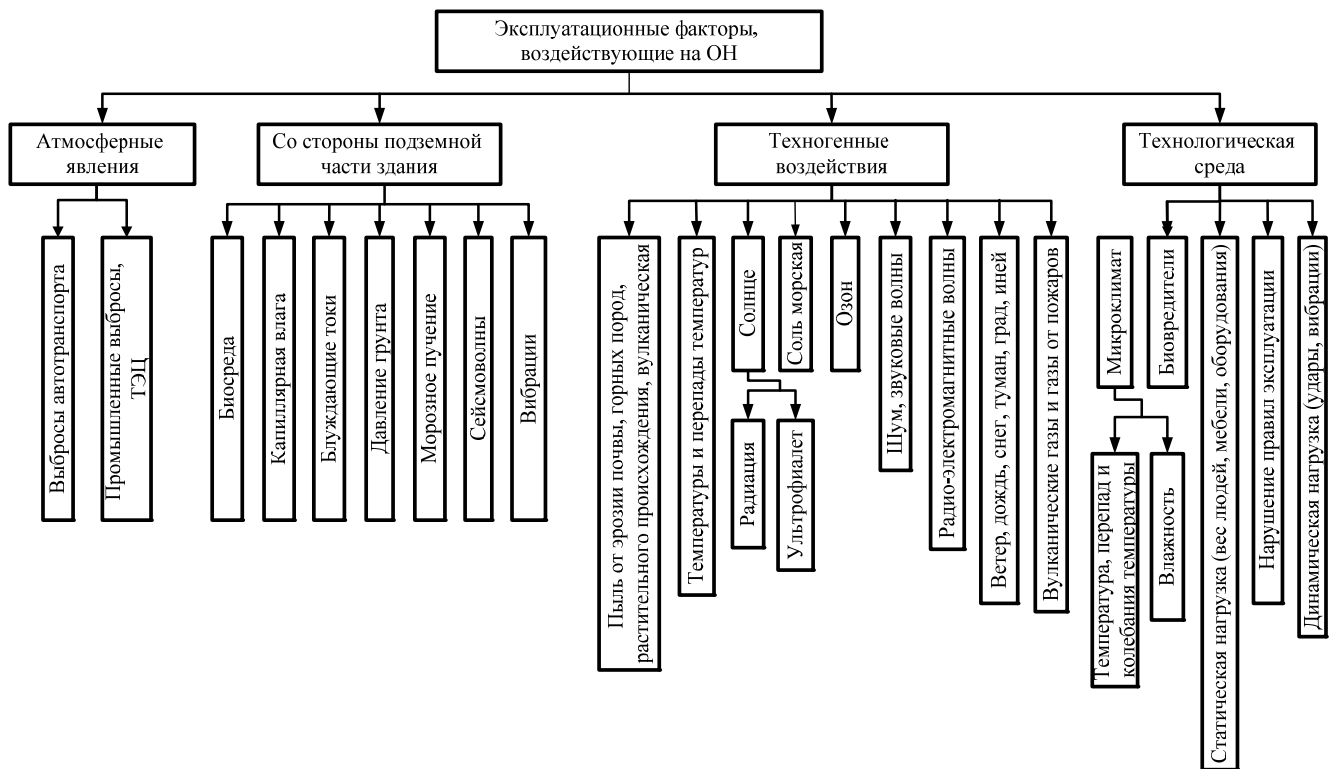 Эксплуатационные факторы,
воздействующие на ОН
Атмосферные
явления
Со стороны подземной
части здания
Техногенные
воздействия
Технологическая
среда
Выбросы автотранспорта
Промышленные выбросы,
ТЭЦ
Биосреда
Капиллярная влага
Блуждающие токи
Давление грунта
Морозное пучение
Сейсмоволны
Вибрации
Пыль от эрозии почвы, горных пород,
растительного происхождения, вулканическая
Температуры и перепады температур
Солнце
Радиация
Ультрофиалет
Соль морская
Озон
Шум, звуковые волны
Радио-электромагнитные волны
Ветер, дождь, снег, туман, град, иней
Вулканические газы и газы от пожаров
Микроклимат
Температура, перепад и
колебания температуры
Влажность
Биовредители
Статическая нагрузка (вес людей, мебели, оборудования)
Нарушение правил эксплуатации
Динамическая нагрузка (удары, вибрации)